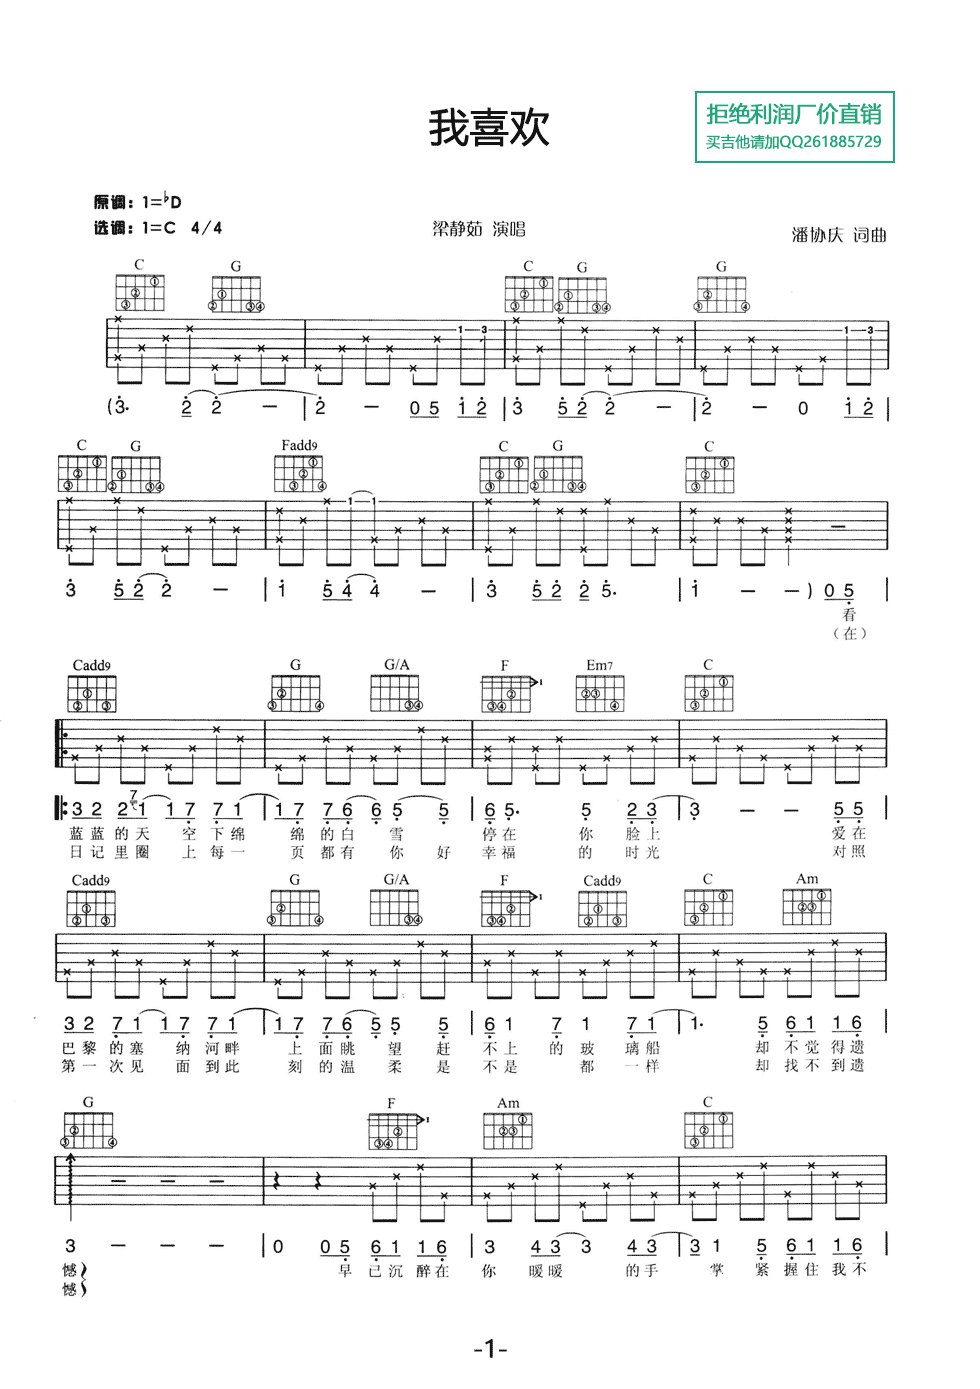 我喜欢
拒绝利润厂价直销
买吉他请加QQ261885729
原调：1=♭D
选调：1=C 4/4
梁静茹 演唱
潘协庆 词曲
C G C G G
1 3 1 3
(3· 2 2 — | 2 — 0 5 1 2 | 3 5 2 2 — | 2 — 0 1 2 |
C G Fadd9 C G C
1 1
3 5 2 2 — | 1 5 4 4 — | 3 5 2 2 5· | 1 — — ) 0 5 |
看
（在）
Cadd9 G G/A F Em7 C
3 2 2 7 1 1 7 7 1 | 1 7 7 6 6 5 5 | 6 5· 5 2 3 | 3 — — 5 5 |
蓝 蓝 的 天 空 下 绵 绵 的 白 雪 停 在 你 脸 上 爱 在
日 记 里 圈 上 每 一 页 都 有 你 好 幸 福 的 时 光 对 照
Cadd9 G G/A F Cadd9 C Am
3 2 7 1 1 7 7 1 | 1 7 7 6 5 5 5 | 6 1 7 1 7 1 | 1· 5 6 1 1 6 |
巴 黎 的 塞 纳 河 畔 上 面 眺 望 赶 不 上 的 玻 璃 船 却 不 觉 得 遗
第 一 次 见 面 到 此 刻 的 温 柔 是 不 是 都 一 样 却 找 不 到 遗
G F Am C
3 — — — | 0 0 5 6 1 1 6 | 3 4 3 3 4 3 | 3 1 5 6 1 1 6 |
憾 早 已 沉 醉 在 你 暖 暖 的 手 掌 紧 握 住 我 不
憾
-1-